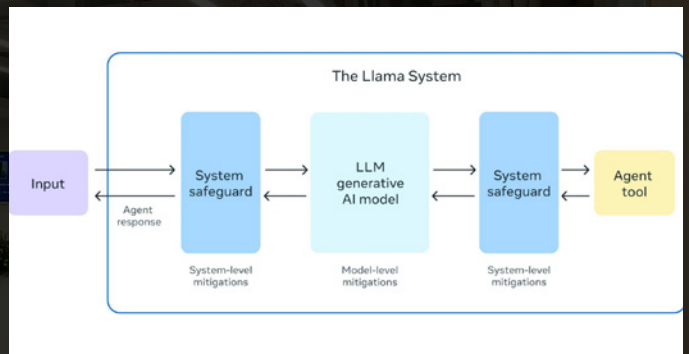 The Llama System
Input
Agent
response
System
safeguard
System-level
mitigations
LLM
generative
AI model
Model-level
mitigations
System
safeguard
System-level
mitigations
Agent
tool